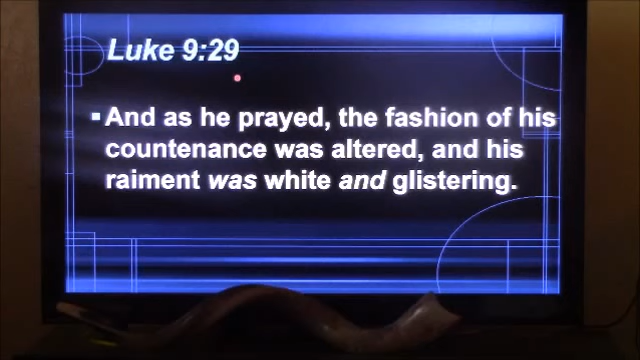 Luke 9:29
▪And as he prayed, the fashion of his
countenance was altered, and his
raiment was white and glistering.